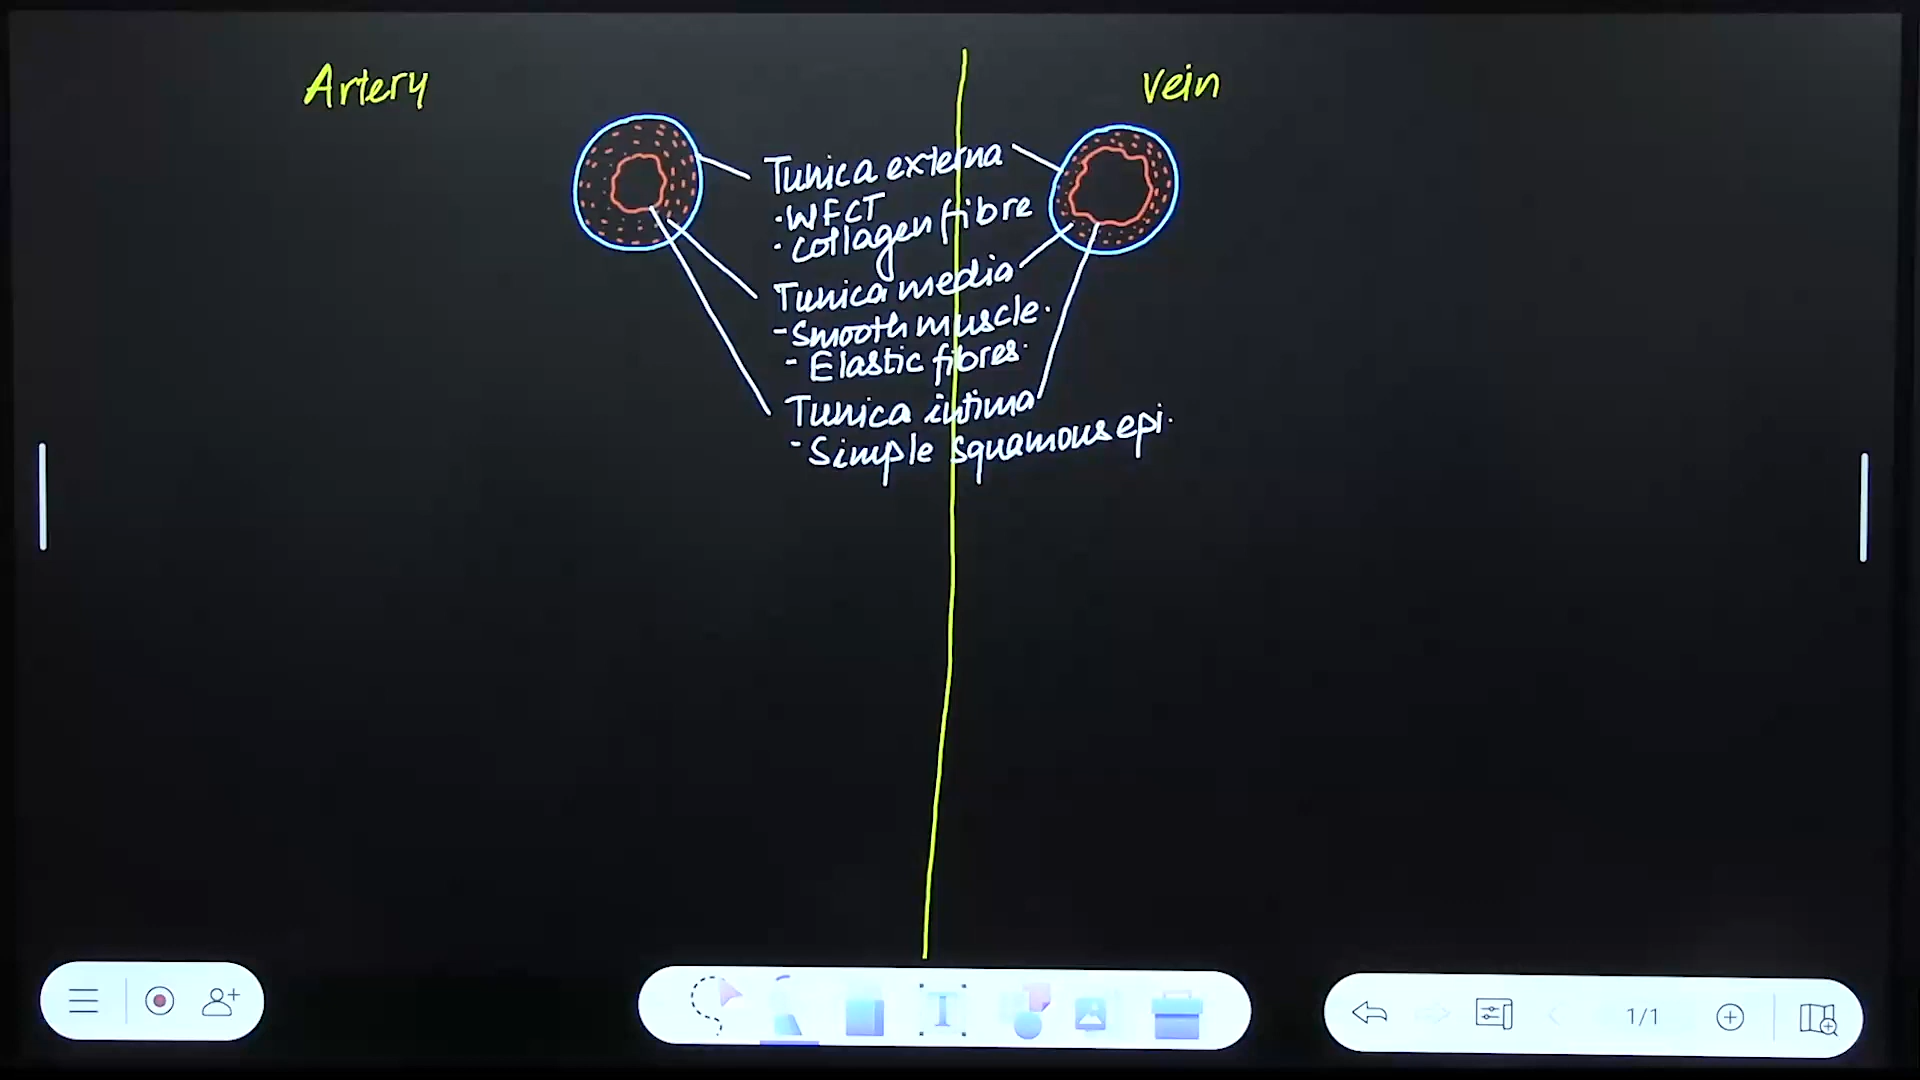 Artery
Vein
Tunica externa
·WFCT
·Collagen fibre
Tunica media
-Smooth muscle.
- Elastic fibres.
Tunica intima
- Simple squamous epi.
1/1